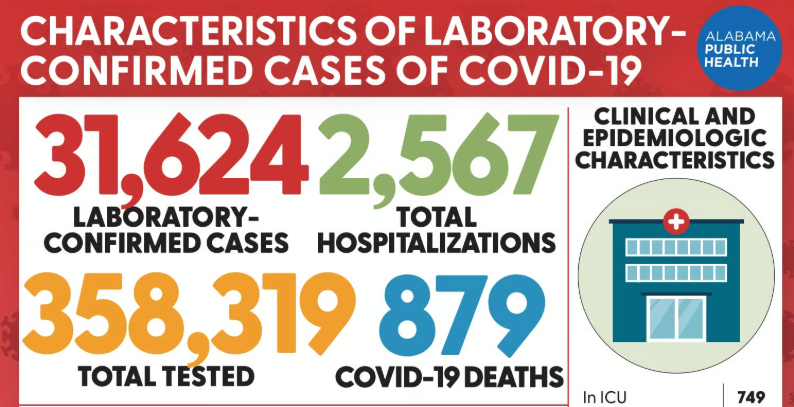 CHARACTERISTICS OF LABORATORY-
CONFIRMED CASES OF COVID-19
ALABAMA
PUBLIC
HEALTH
31,624
LABORATORY-
CONFIRMED CASES
2,567
TOTAL
HOSPITALIZATIONS
358,319
TOTAL TESTED
879
COVID-19 DEATHS
CLINICAL AND
EPIDEMIOLOGIC
CHARACTERISTICS
In ICU 749